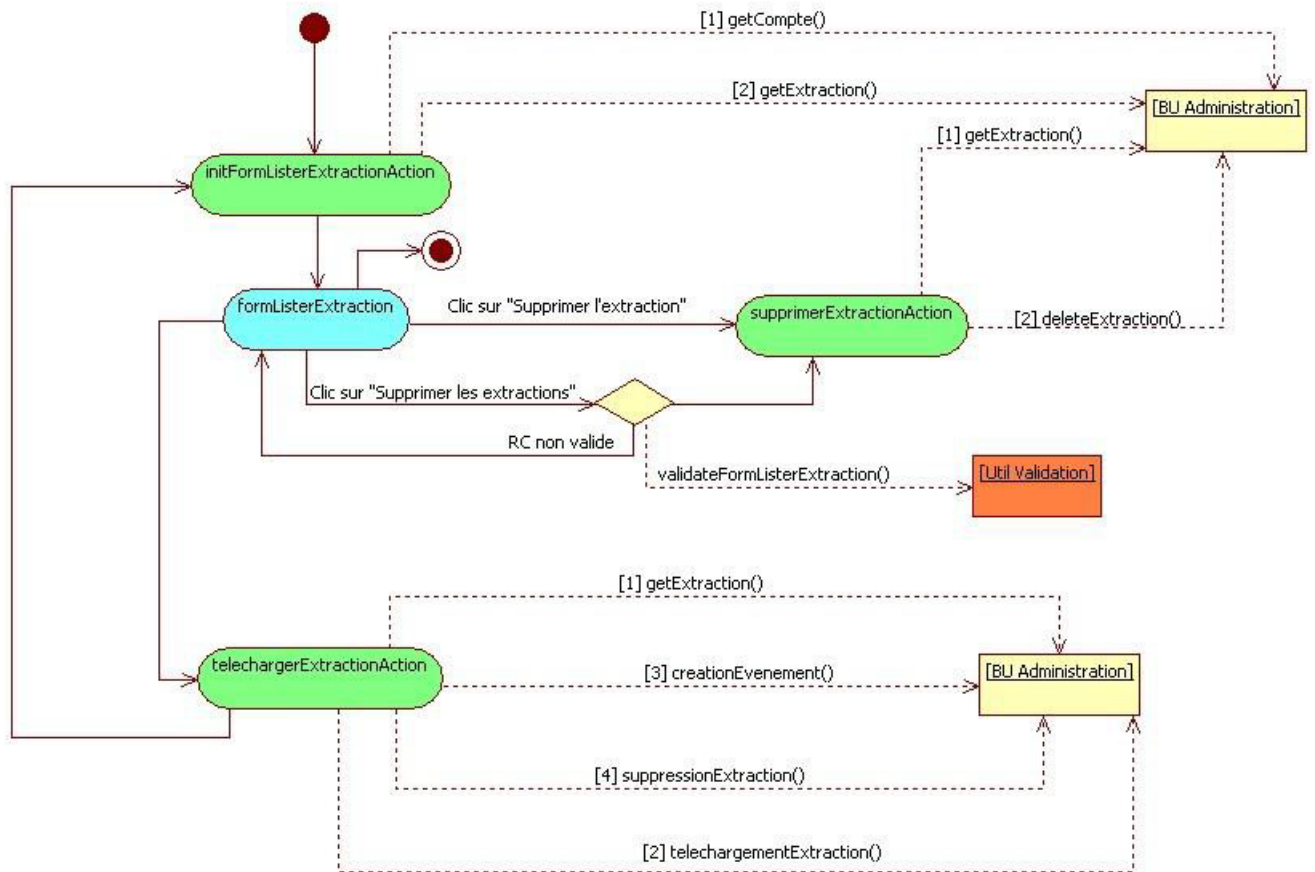 [1] getCompte()
[2] getExtraction()
[BU Administration]
[1] getExtraction()
initFormListerExtractionAction
formListerExtraction
Clic sur "Supprimer l'extraction"
supprimerExtractionAction
[2] deleteExtraction()
Clic sur "Supprimer les extractions"
RC non valide
validateFormListerExtraction()
[Util Validation]
[1] getExtraction()
telechargerExtractionAction
[3] creationEvenement()
[BU Administration]
[4] suppressionExtraction()
[2] telechargementExtraction()